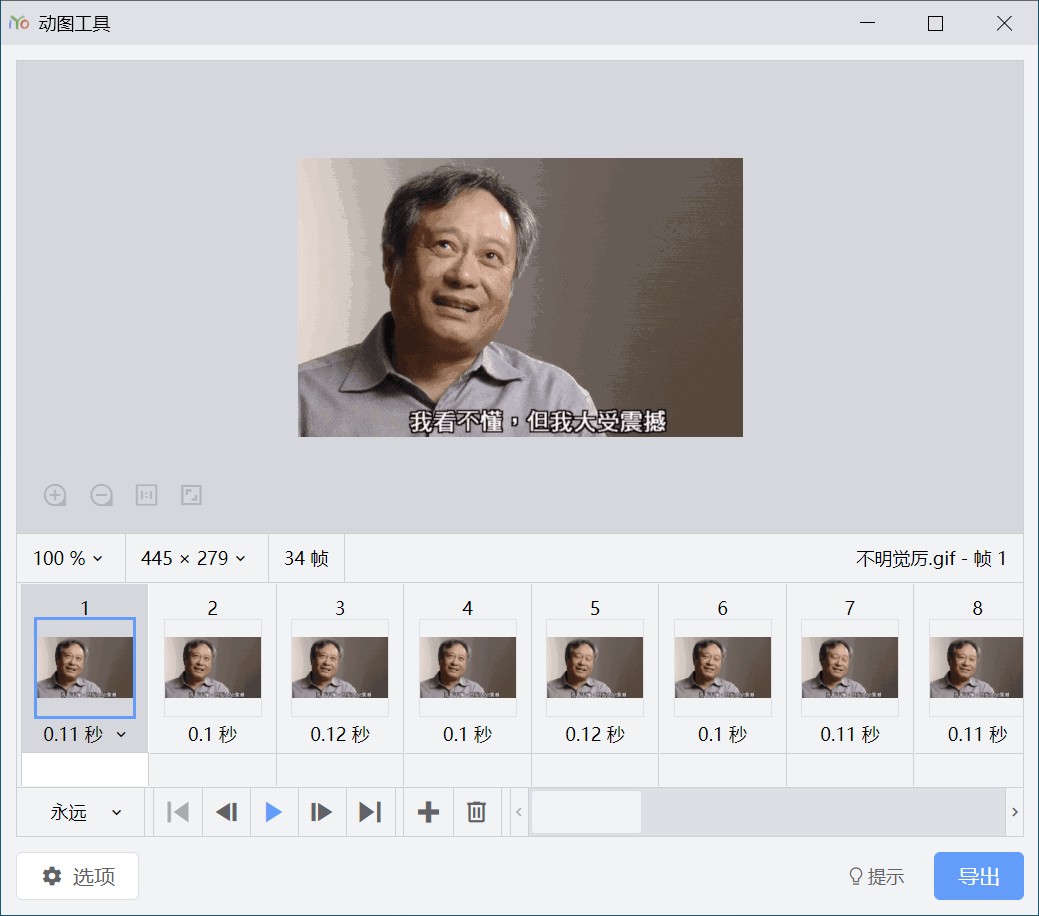 iYo 动图工具
我看不懂，但我大受震撼
1:1
100 % 445 × 279 34 帧 不明觉厉.gif - 帧 1
1 2 3 4 5 6 7 8
0.11 秒 0.1 秒 0.12 秒 0.1 秒 0.12 秒 0.1 秒 0.11 秒 0.11 秒
永远
选项 提示 导出